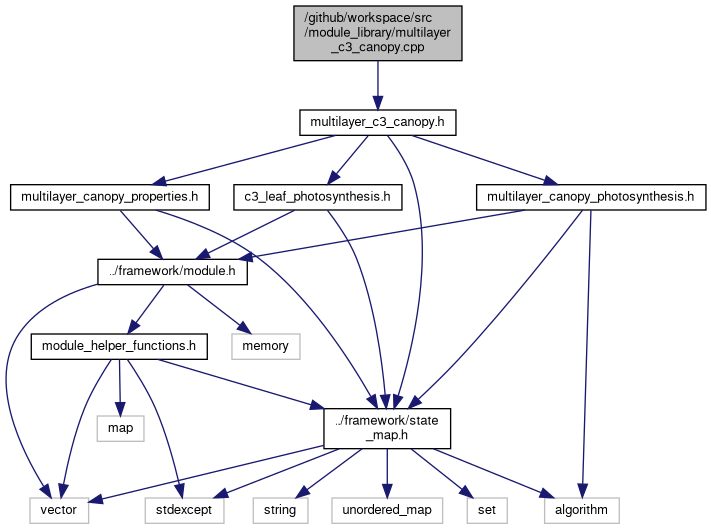 /github/workspace/src
/module_library/multilayer
_c3_canopy.cpp
multilayer_c3_canopy.h
multilayer_canopy_properties.h
c3_leaf_photosynthesis.h
multilayer_canopy_photosynthesis.h
../framework/module.h
module_helper_functions.h
memory
map
../framework/state
_map.h
vector
stdexcept
string
unordered_map
set
algorithm